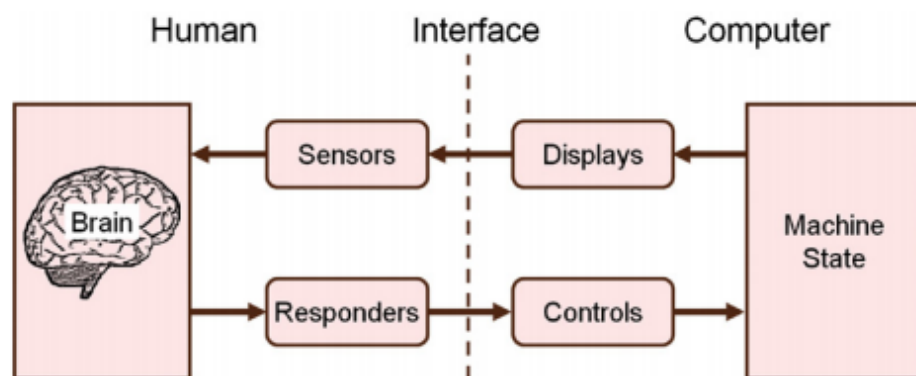 Human Interface Computer
Sensors Displays
Brain
Machine
State
Responders Controls